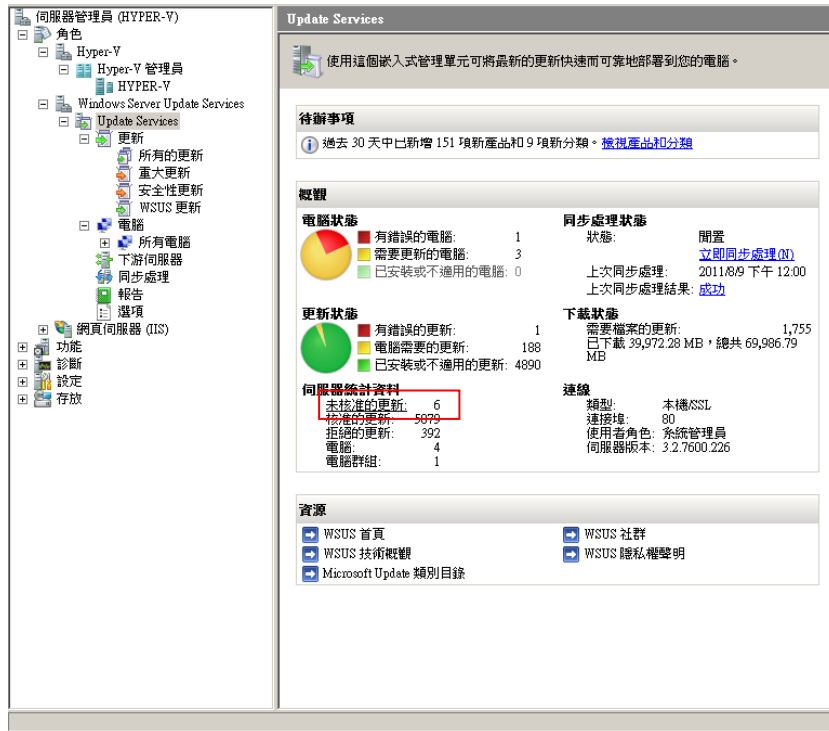 伺服器管理員 (HYPER-V)
角色
Hyper-V
Hyper-V 管理員
HYPER-V
Windows Server Update Services
Update Services
更新
所有的更新
重大更新
安全性更新
WSUS 更新
電腦
所有電腦
下游伺服器
同步處理
報告
選項
網頁伺服器 (IIS)
功能
診斷
設定
存放
Update Services
使用這個嵌入式管理單元可將最新的更新快速而可靠地部署到您的電腦。
待辦事項
過去 30 天中已新增 151 項新產品和 9 項新分類。檢視產品和分類
概觀
電腦狀態
有錯誤的電腦: 1
需要更新的電腦: 3
已安裝或不適用的電腦: 0
同步處理狀態
狀態: 閒置
立即同步處理(N)
上次同步處理: 2011/8/9 下午 12:00
上次同步處理結果: 成功
更新狀態
有錯誤的更新: 1
電腦需要的更新: 188
已安裝或不適用的更新: 4890
下載狀態
需要檔案的更新: 1,755
已下載 39,972.28 MB,總共 69,986.79
MB
伺服器統計資料
未核准的更新: 6
核准的更新: 5079
拒絕的更新: 392
電腦: 4
電腦群組: 1
連線
類型: 本機/SSL
連接埠: 80
使用者角色: 系統管理員
伺服器版本: 3.2.7600.226
資源
WSUS 首頁
WSUS 技術概觀
Microsoft Update 類別目錄
WSUS 社群
WSUS 隱私權聲明